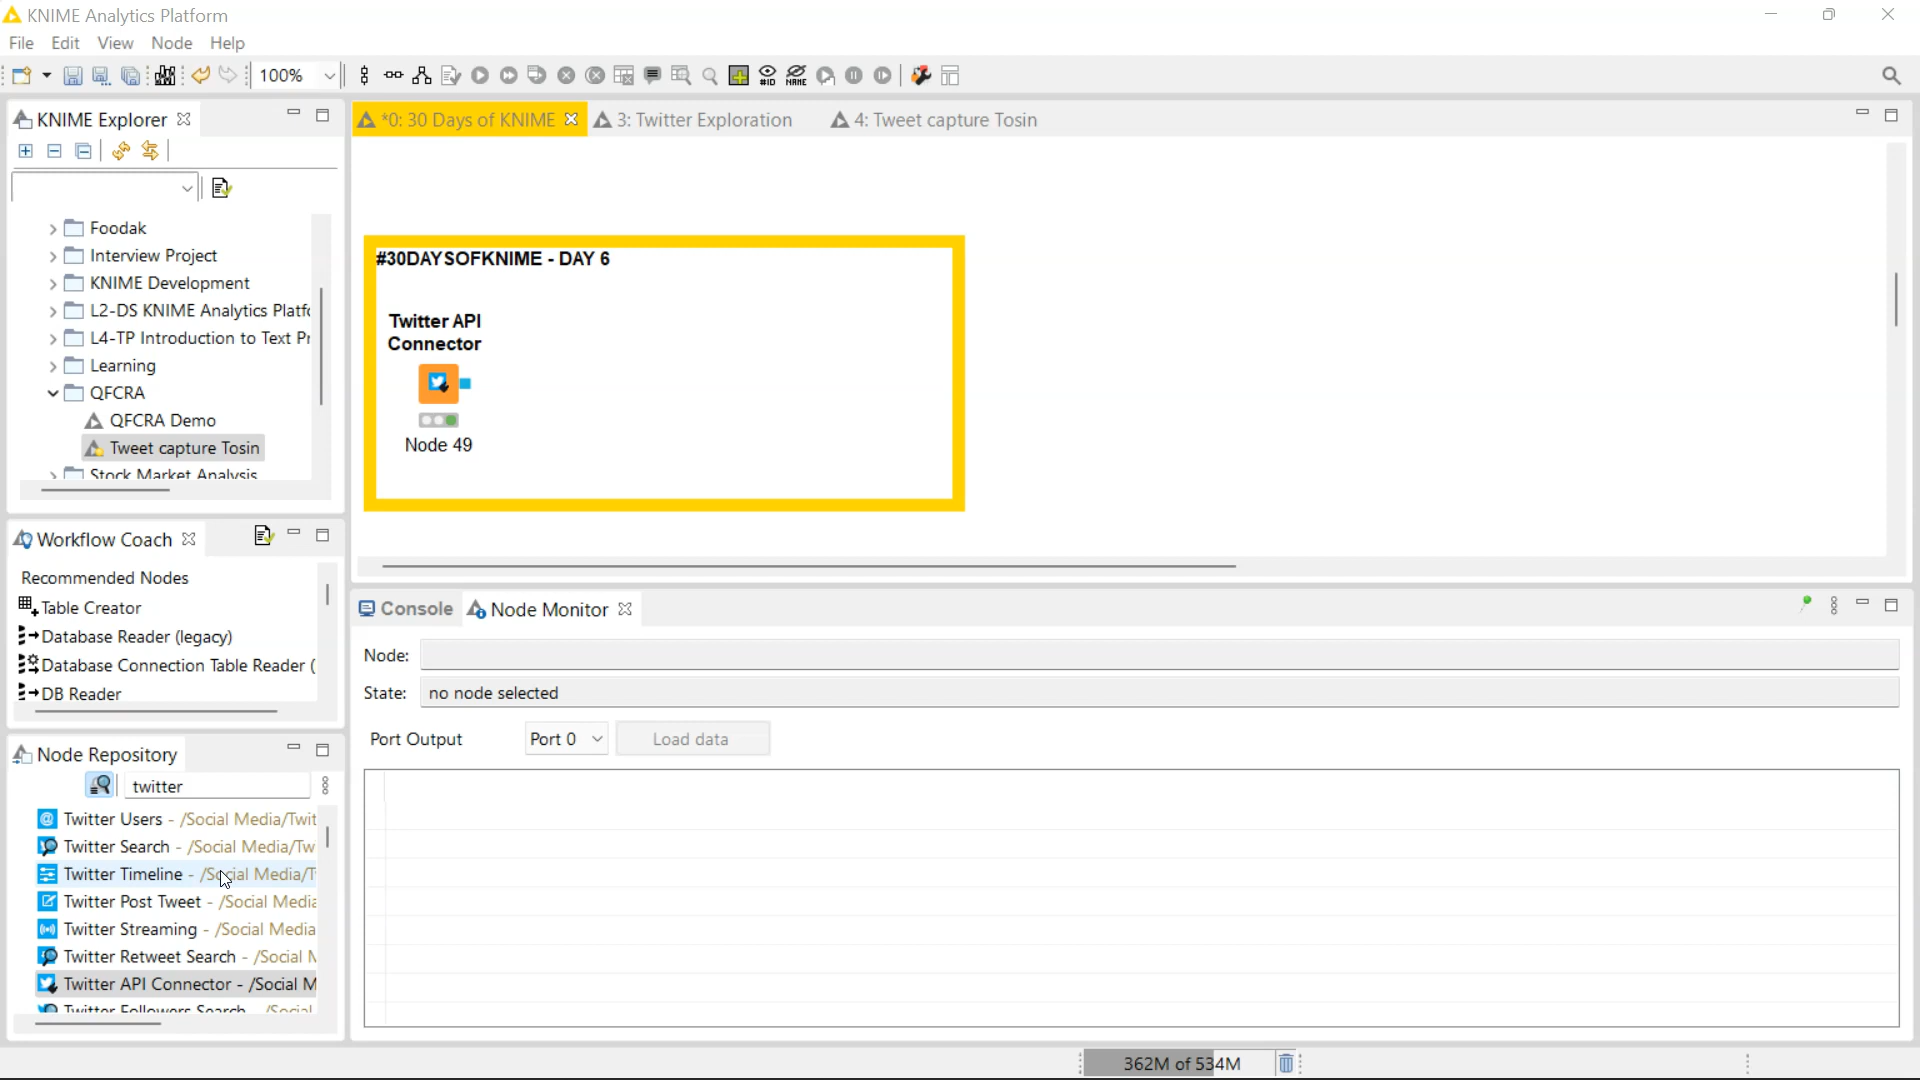 KNIME Analytics Platform
File Edit View Node Help
100%
#ID NAME
KNIME Explorer
*0: 30 Days of KNIME 3: Twitter Exploration 4: Tweet capture Tosin
Foodak
Interview Project
KNIME Development
L2-DS KNIME Analytics Platf
L4-TP Introduction to Text Pr
Learning
QFCRA
QFCRA Demo
Tweet capture Tosin
Stock Market Analysis
#30DAYSOFKNIME - DAY 6
Twitter API
Connector
Node 49
Workflow Coach
Recommended Nodes
Table Creator
Database Reader (legacy)
Database Connection Table Reader (
DB Reader
Console Node Monitor
Node:
State: no node selected
Port Output Port 0 Load data
Node Repository
twitter
Twitter Users - /Social Media/Twit
Twitter Search - /Social Media/Tw
Twitter Timeline - /Social Media/T
Twitter Post Tweet - /Social Media
Twitter Streaming - /Social Media
Twitter Retweet Search - /Social M
Twitter API Connector - /Social M
Twitter Followers Search - /Social
362M of 534M